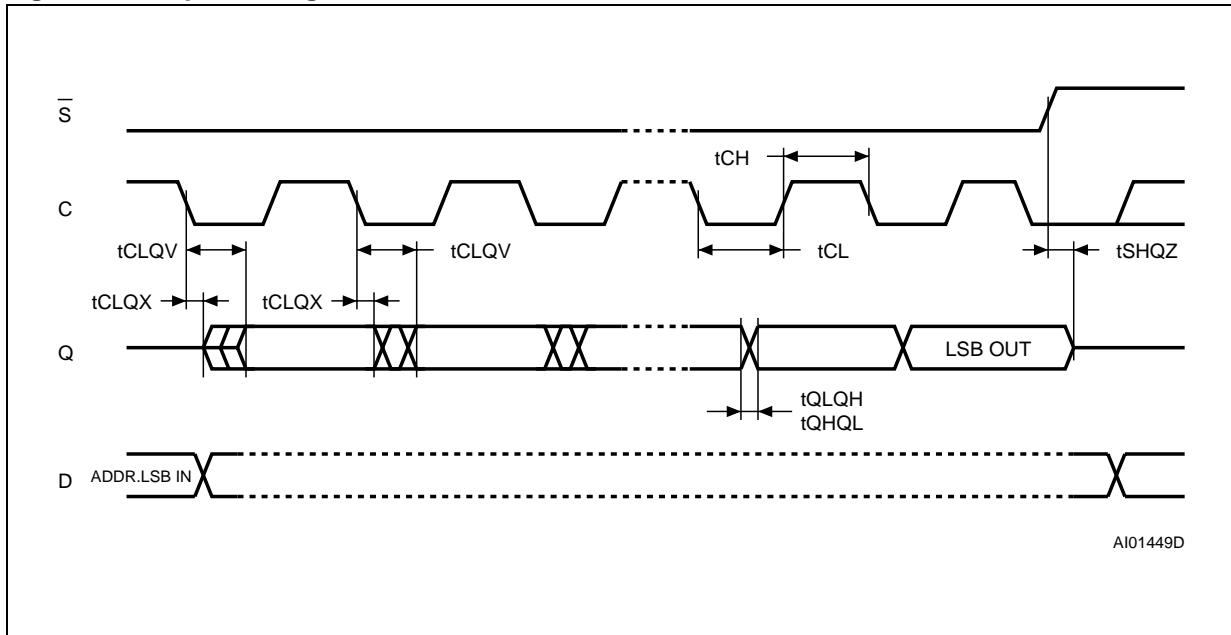 S
tCH
C
tCLQV
tCLQV
tCL
tSHQZ
tCLQX
tCLQX
Q
LSB OUT
tQLQH
tQHQL
D
ADDR.LSB IN
AI01449D